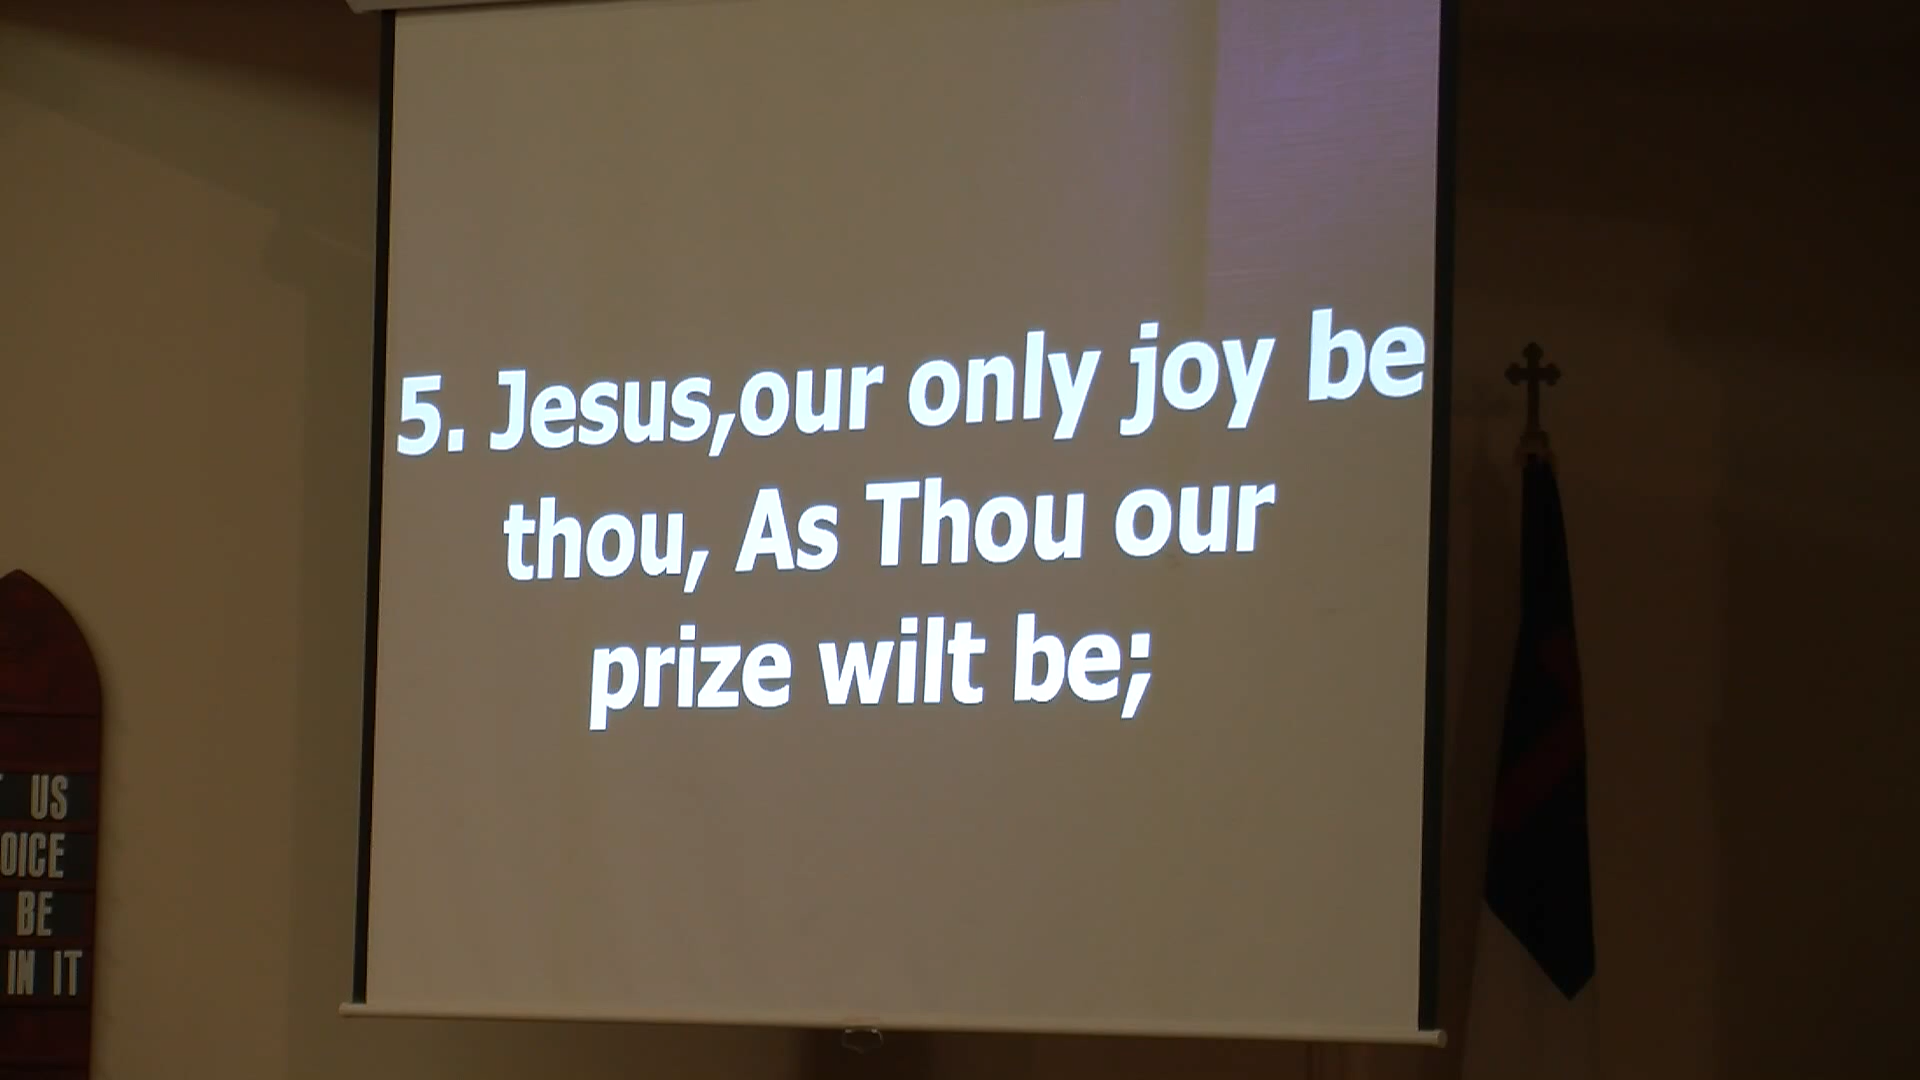 5. Jesus,our only joy be
thou, As Thou our
prize wilt be;
US
OICE
BE
IN IT